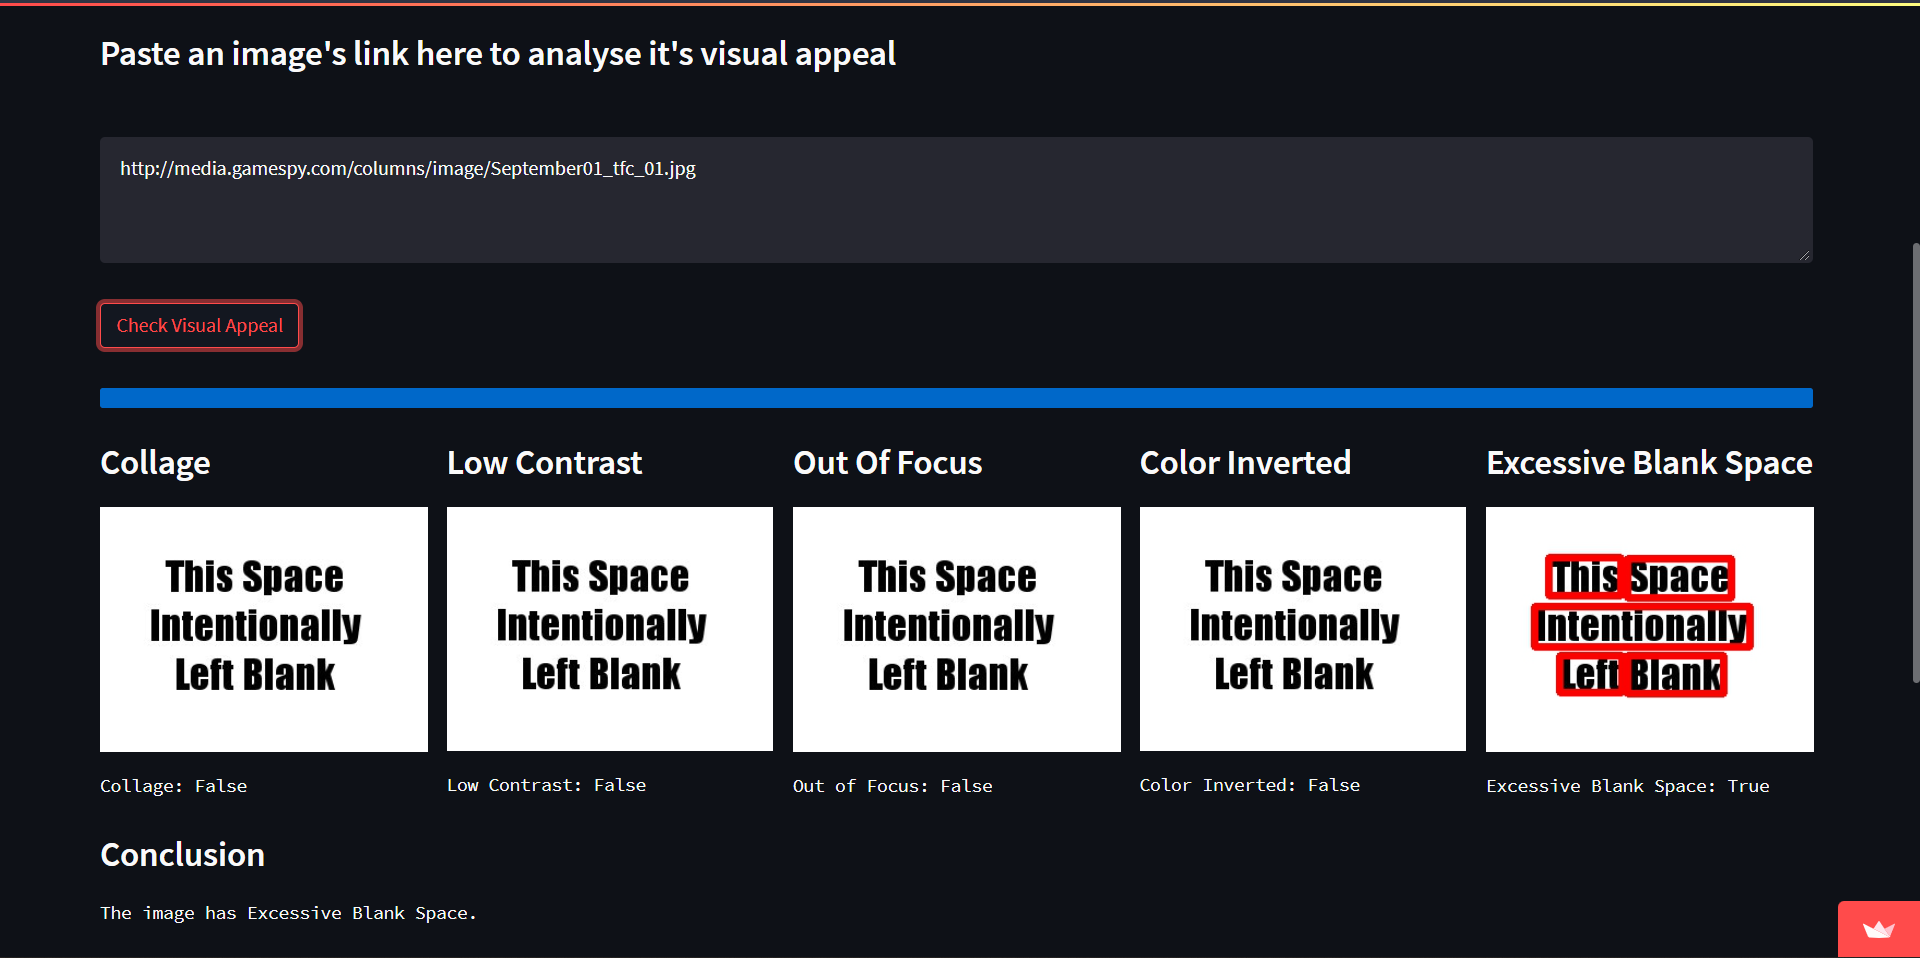 Paste an image's link here to analyse it's visual appeal
http://media.gamespy.com/columns/image/September01_tfc_01.jpg
Check Visual Appeal
Collage
Low Contrast
Out Of Focus
Color Inverted
Excessive Blank Space
This Space
Intentionally
Left Blank
This Space
Intentionally
Left Blank
This Space
Intentionally
Left Blank
This Space
Intentionally
Left Blank
This Space
Intentionally
Left Blank
Collage: False
Low Contrast: False
Out of Focus: False
Color Inverted: False
Excessive Blank Space: True
Conclusion
The image has Excessive Blank Space.